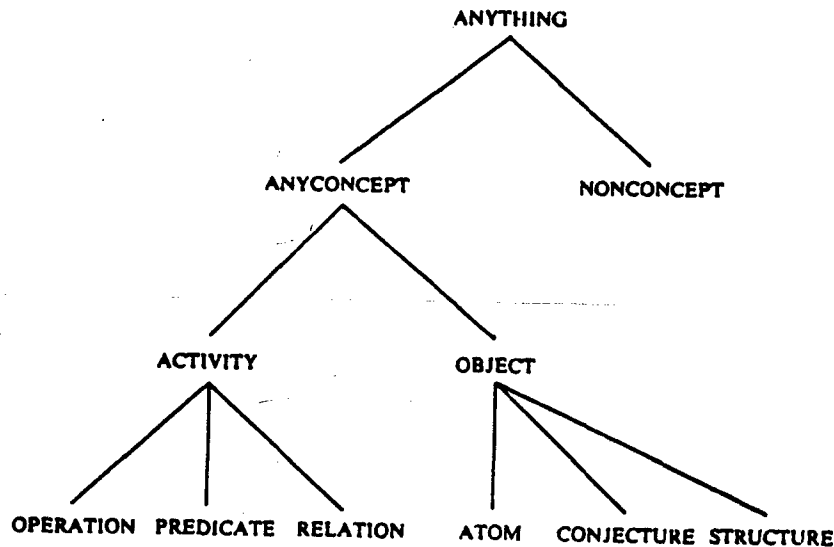 ANYTHING
ANYCONCEPT NONCONCEPT
ACTIVITY OBJECT
OPERATION PREDICATE RELATION ATOM CONJECTURE STRUCTURE